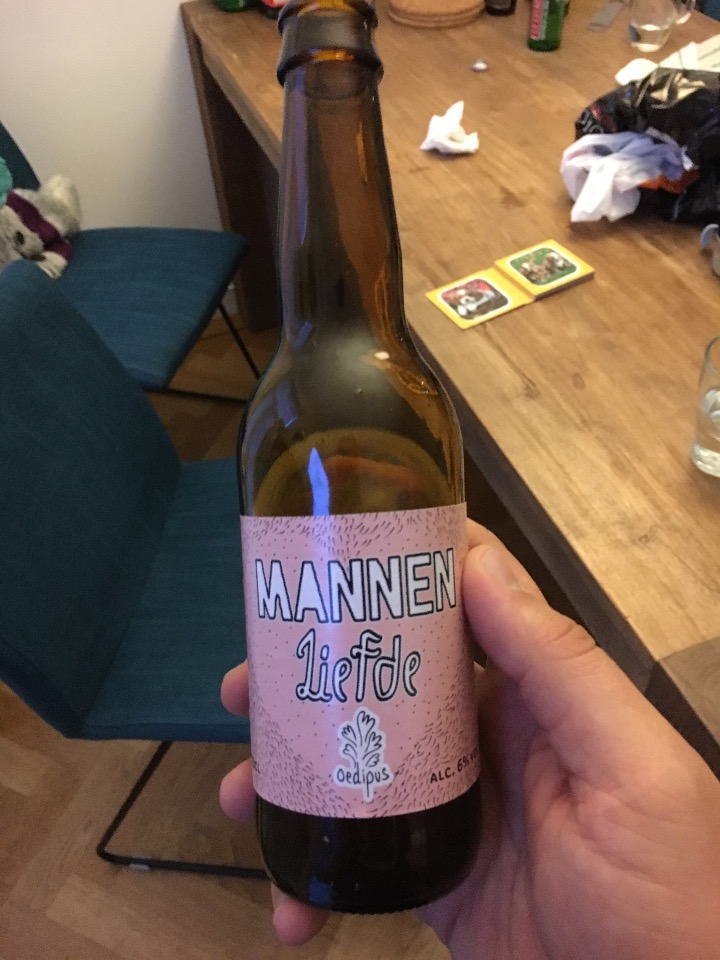 MANNEN
Liefde
Oedipus
ALC. 6%